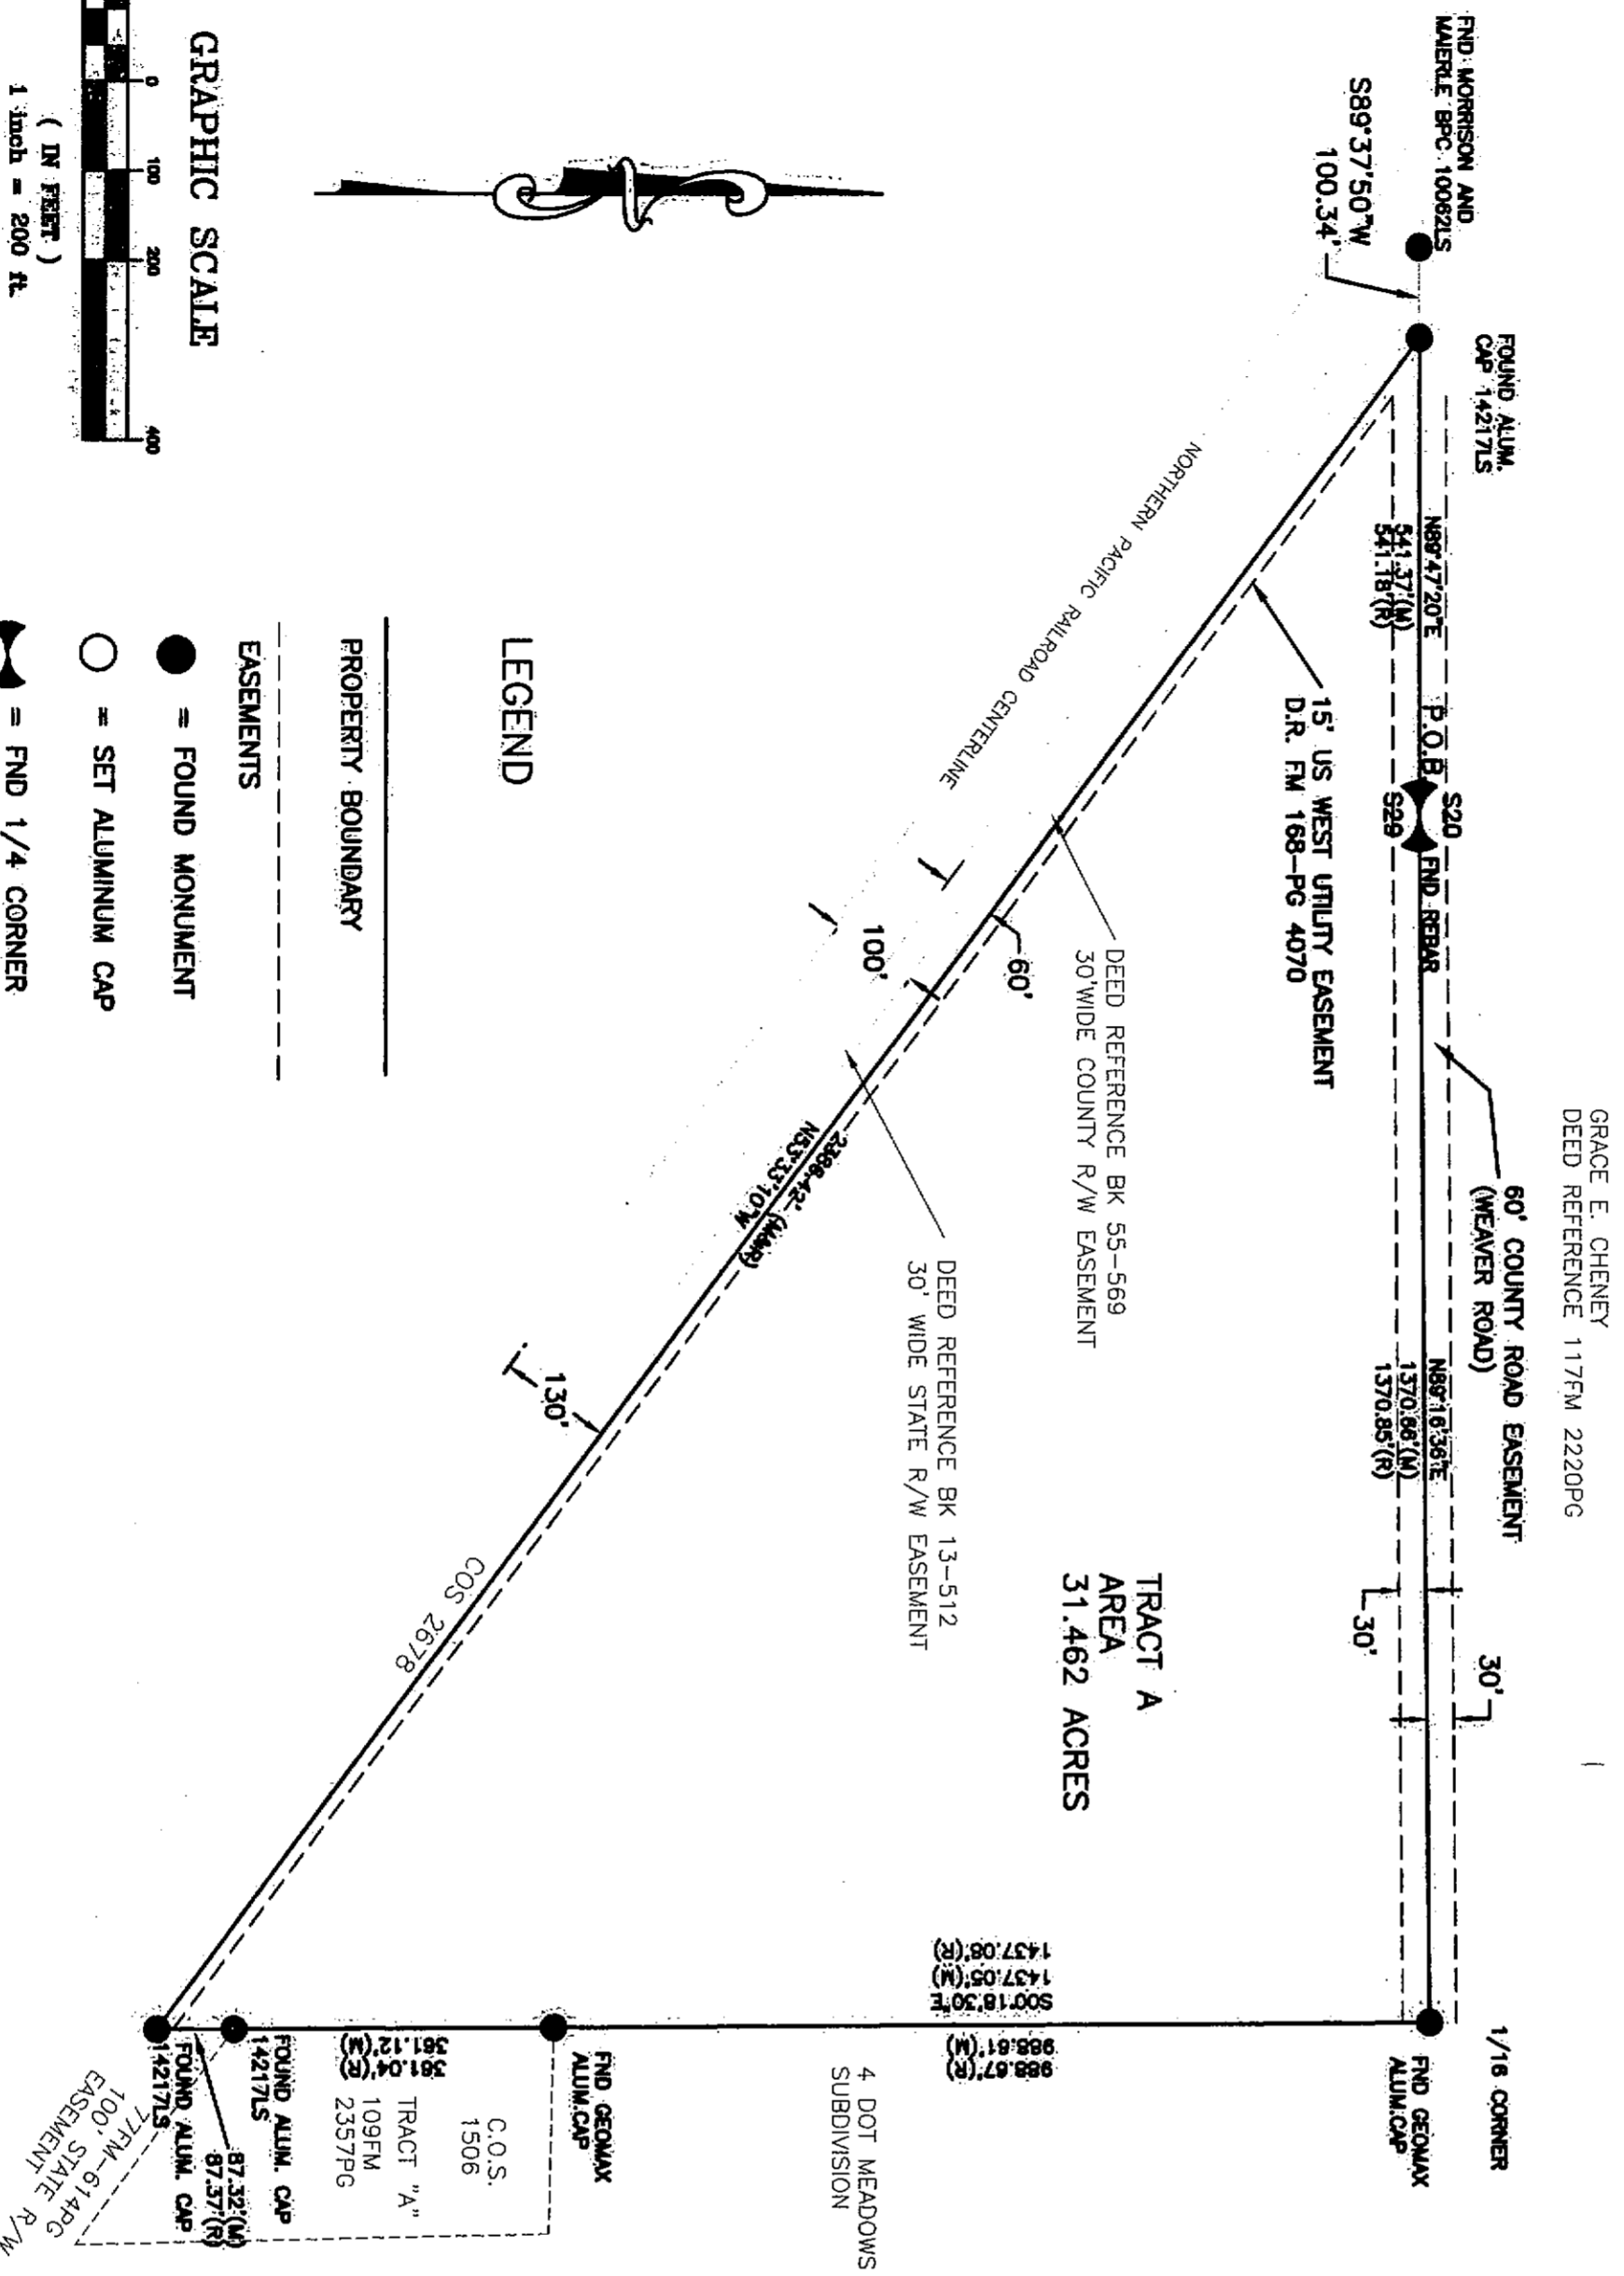 GRACE E. CHENEY
DEED REFERENCE 117FM 2220PG
60' COUNTY ROAD EASEMENT
(WEAVER ROAD)
FND MORRISON AND
MAIERLE BPC 10062LS
S89°37'50"W
100.34'
FOUND ALUM.
CAP 14217LS
N89°47'20"E
541.37'(M)
541.18'(R)
P.O.B.
S20
S29
FND REBAR
N89°16'36"E
1370.66'(M)
1370.85'(R)
30'
30'
1/16 CORNER
FND GEOMAX
ALUM.CAP
15' US WEST UTILITY EASEMENT
D.R. FM 168-PG 4070
NORTHERN PACIFIC RAILROAD CENTERLINE
DEED REFERENCE BK 55-569
30'WIDE COUNTY R/W EASEMENT
60'
100'
DEED REFERENCE BK 13-512
30' WIDE STATE R/W EASEMENT
TRACT A
AREA
31.462 ACRES
2388.42' (M&R)
N53°33'10"W
130'
COS 2678
S00°18'30"E
1437.05'(M)
1437.08'(R)
988.67'(R)
988.61'(M)
4 DOT MEADOWS
SUBDIVISION
FND GEOMAX
ALUM.CAP
361.04'(R)
361.12'(M)
C.O.S.
1506
TRACT "A"
109FM
2357PG
FOUND ALUM. CAP
14217LS
87.32'(M)
87.37'(R)
FOUND ALUM. CAP
14217LS
77FM-614PG
100' STATE R/W
EASEMENT
GRAPHIC SCALE
0 100 200 400
( IN FEET )
1 inch = 200 ft.
LEGEND
PROPERTY BOUNDARY
EASEMENTS
= FOUND MONUMENT
= SET ALUMINUM CAP
= FND 1/4 CORNER